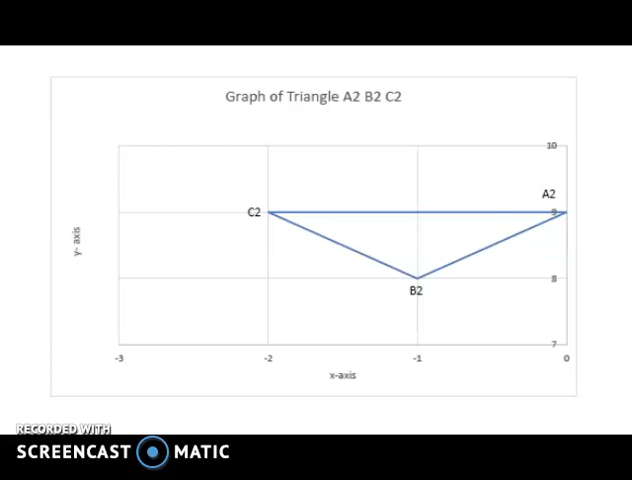 Graph of Triangle A2 B2 C2
10
A2
C2
9
y- axis
8
B2
7
-3 -2 -1 0
x-axis
RECORDED WITH
SCREENCAST MATIC